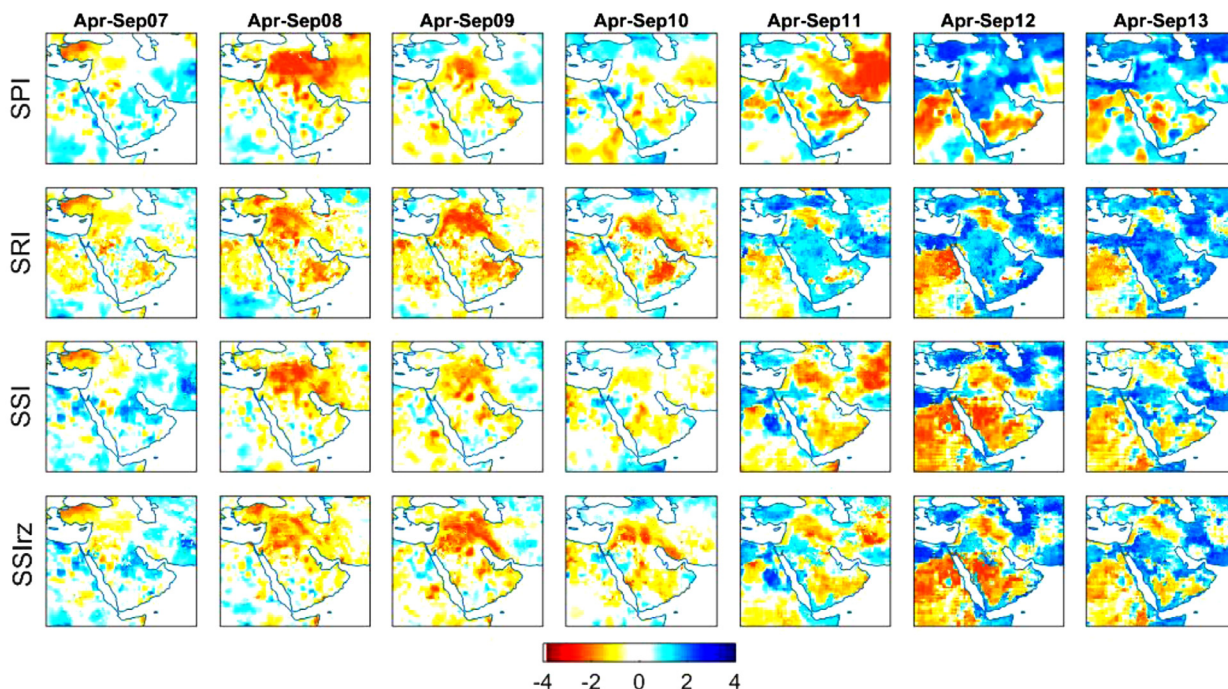 Apr-Sep07 Apr-Sep08 Apr-Sep09 Apr-Sep10 Apr-Sep11 Apr-Sep12 Apr-Sep13
SPI
SRI
SSI
SSIrz
-4 -2 0 2 4